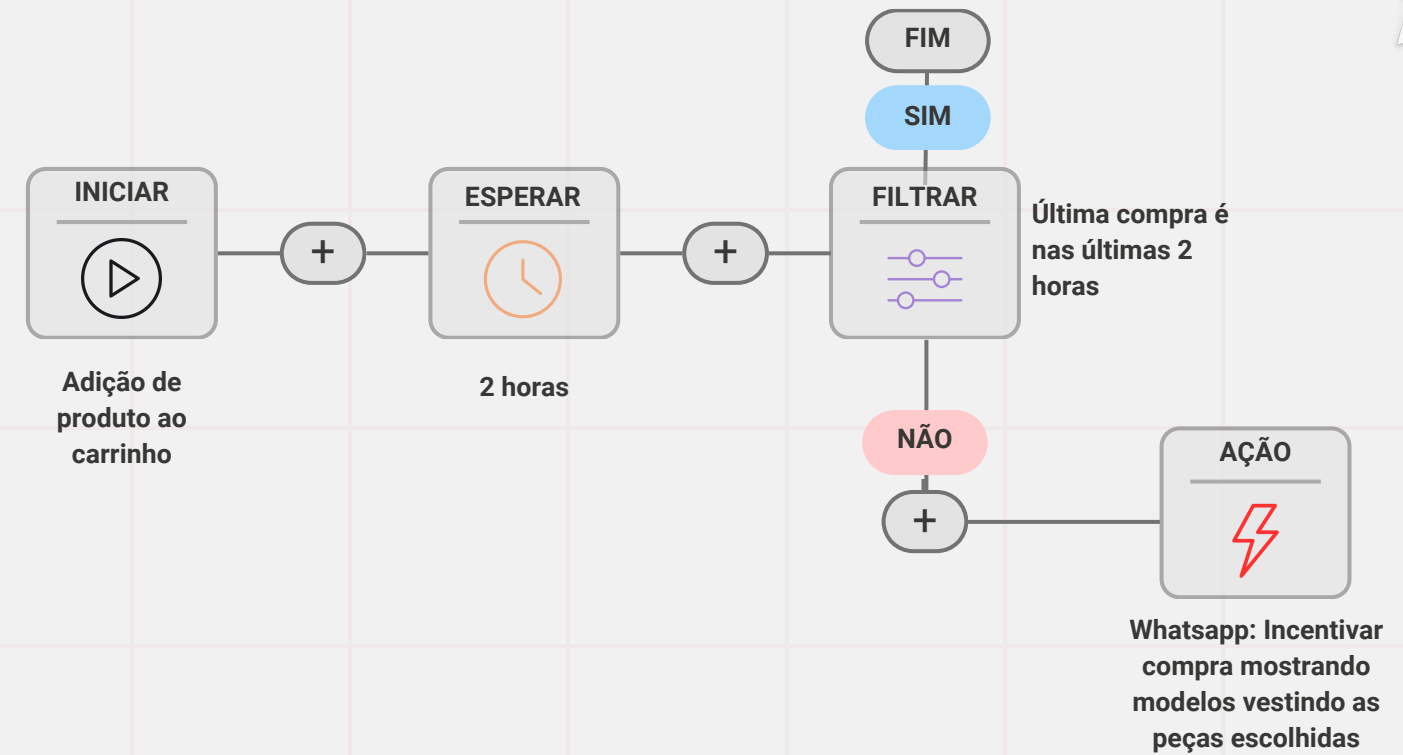 FIM
SIM
INICIAR
ESPERAR
FILTRAR
Última compra é
nas últimas 2
horas
+
+
Adição de
produto ao
carrinho
2 horas
NÃO
+
AÇÃO
Whatsapp: Incentivar
compra mostrando
modelos vestindo as
peças escolhidas